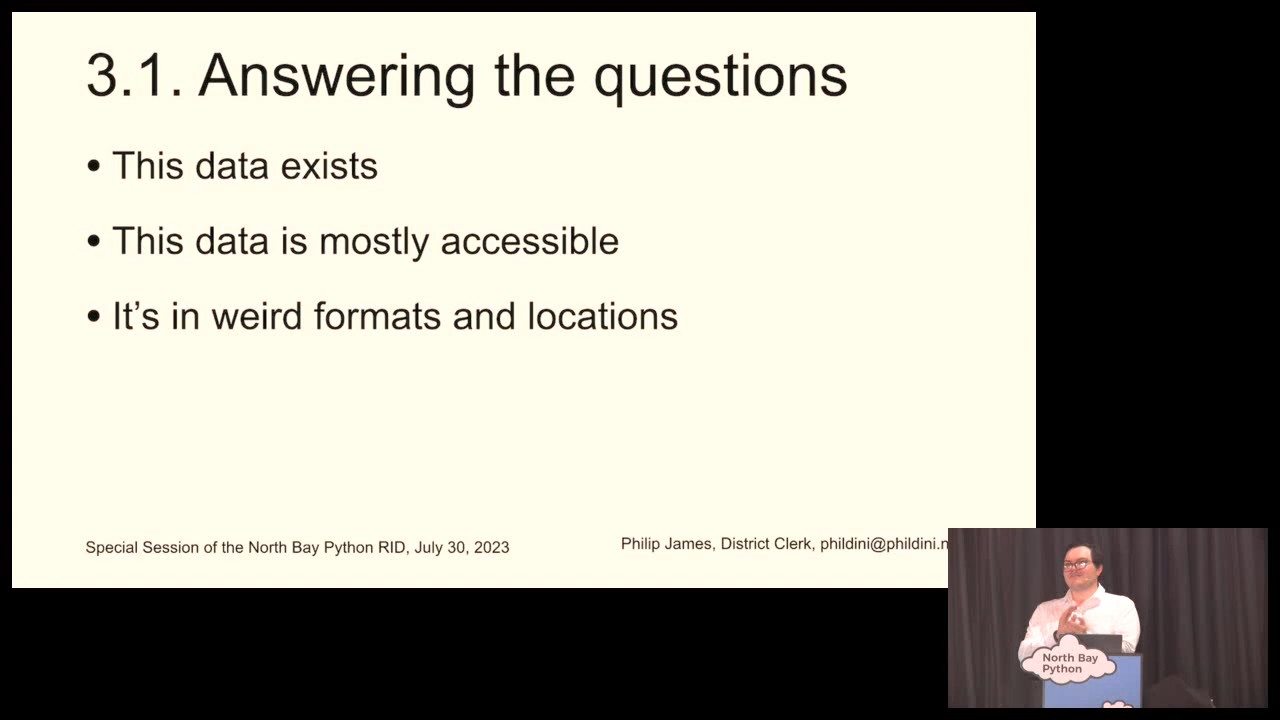 3.1. Answering the questions
• This data exists
• This data is mostly accessible
• It’s in weird formats and locations
Special Session of the North Bay Python RID, July 30, 2023
Philip James, District Clerk, phildini@phildini.n
North Bay
Python